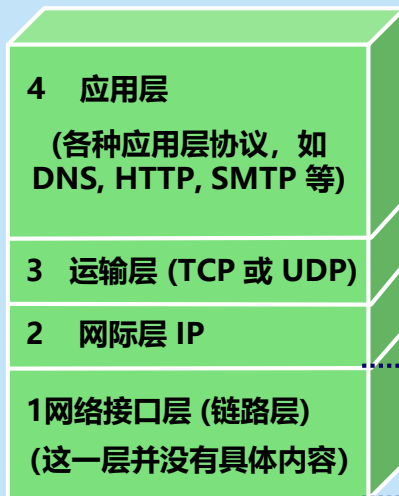 4 应用层
(各种应用层协议，如
DNS, HTTP, SMTP 等)
3 运输层 (TCP 或 UDP)
2 网际层 IP
1网络接口层 (链路层)
(这一层并没有具体内容)